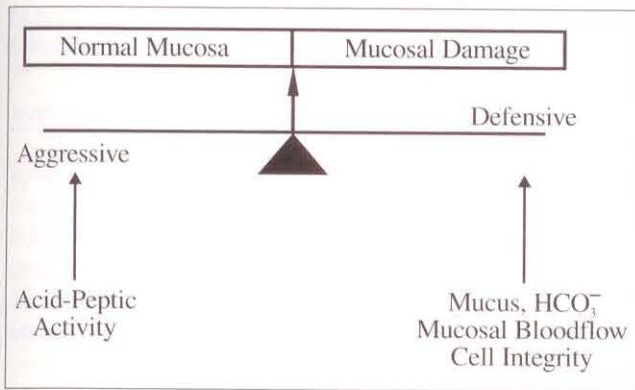 Normal Mucosa
Mucosal Damage
Defensive
Aggressive
Acid-Peptic
Activity
Mucus, HCO₃⁻
Mucosal Bloodflow
Cell Integrity